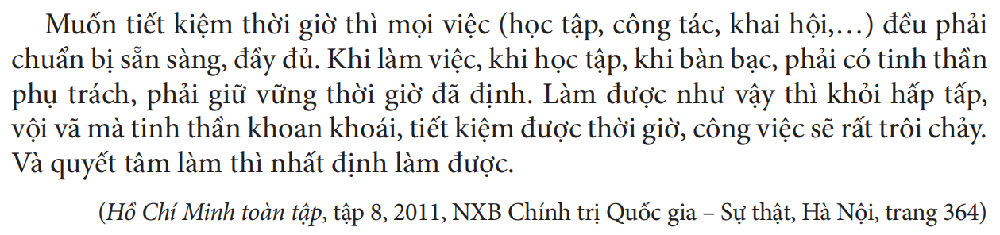 Muốn tiết kiệm thời giờ thì mọi việc (học tập, công tác, khai hội,…) đều phải
chuẩn bị sẵn sàng, đầy đủ. Khi làm việc, khi học tập, khi bàn bạc, phải có tinh thần
phụ trách, phải giữ vững thời giờ đã định. Làm được như vậy thì khỏi hấp tấp,
vội vã mà tinh thần khoan khoái, tiết kiệm được thời giờ, công việc sẽ rất trôi chảy.
Và quyết tâm làm thì nhất định làm được.
(Hồ Chí Minh toàn tập, tập 8, 2011, NXB Chính trị Quốc gia – Sự thật, Hà Nội, trang 364)